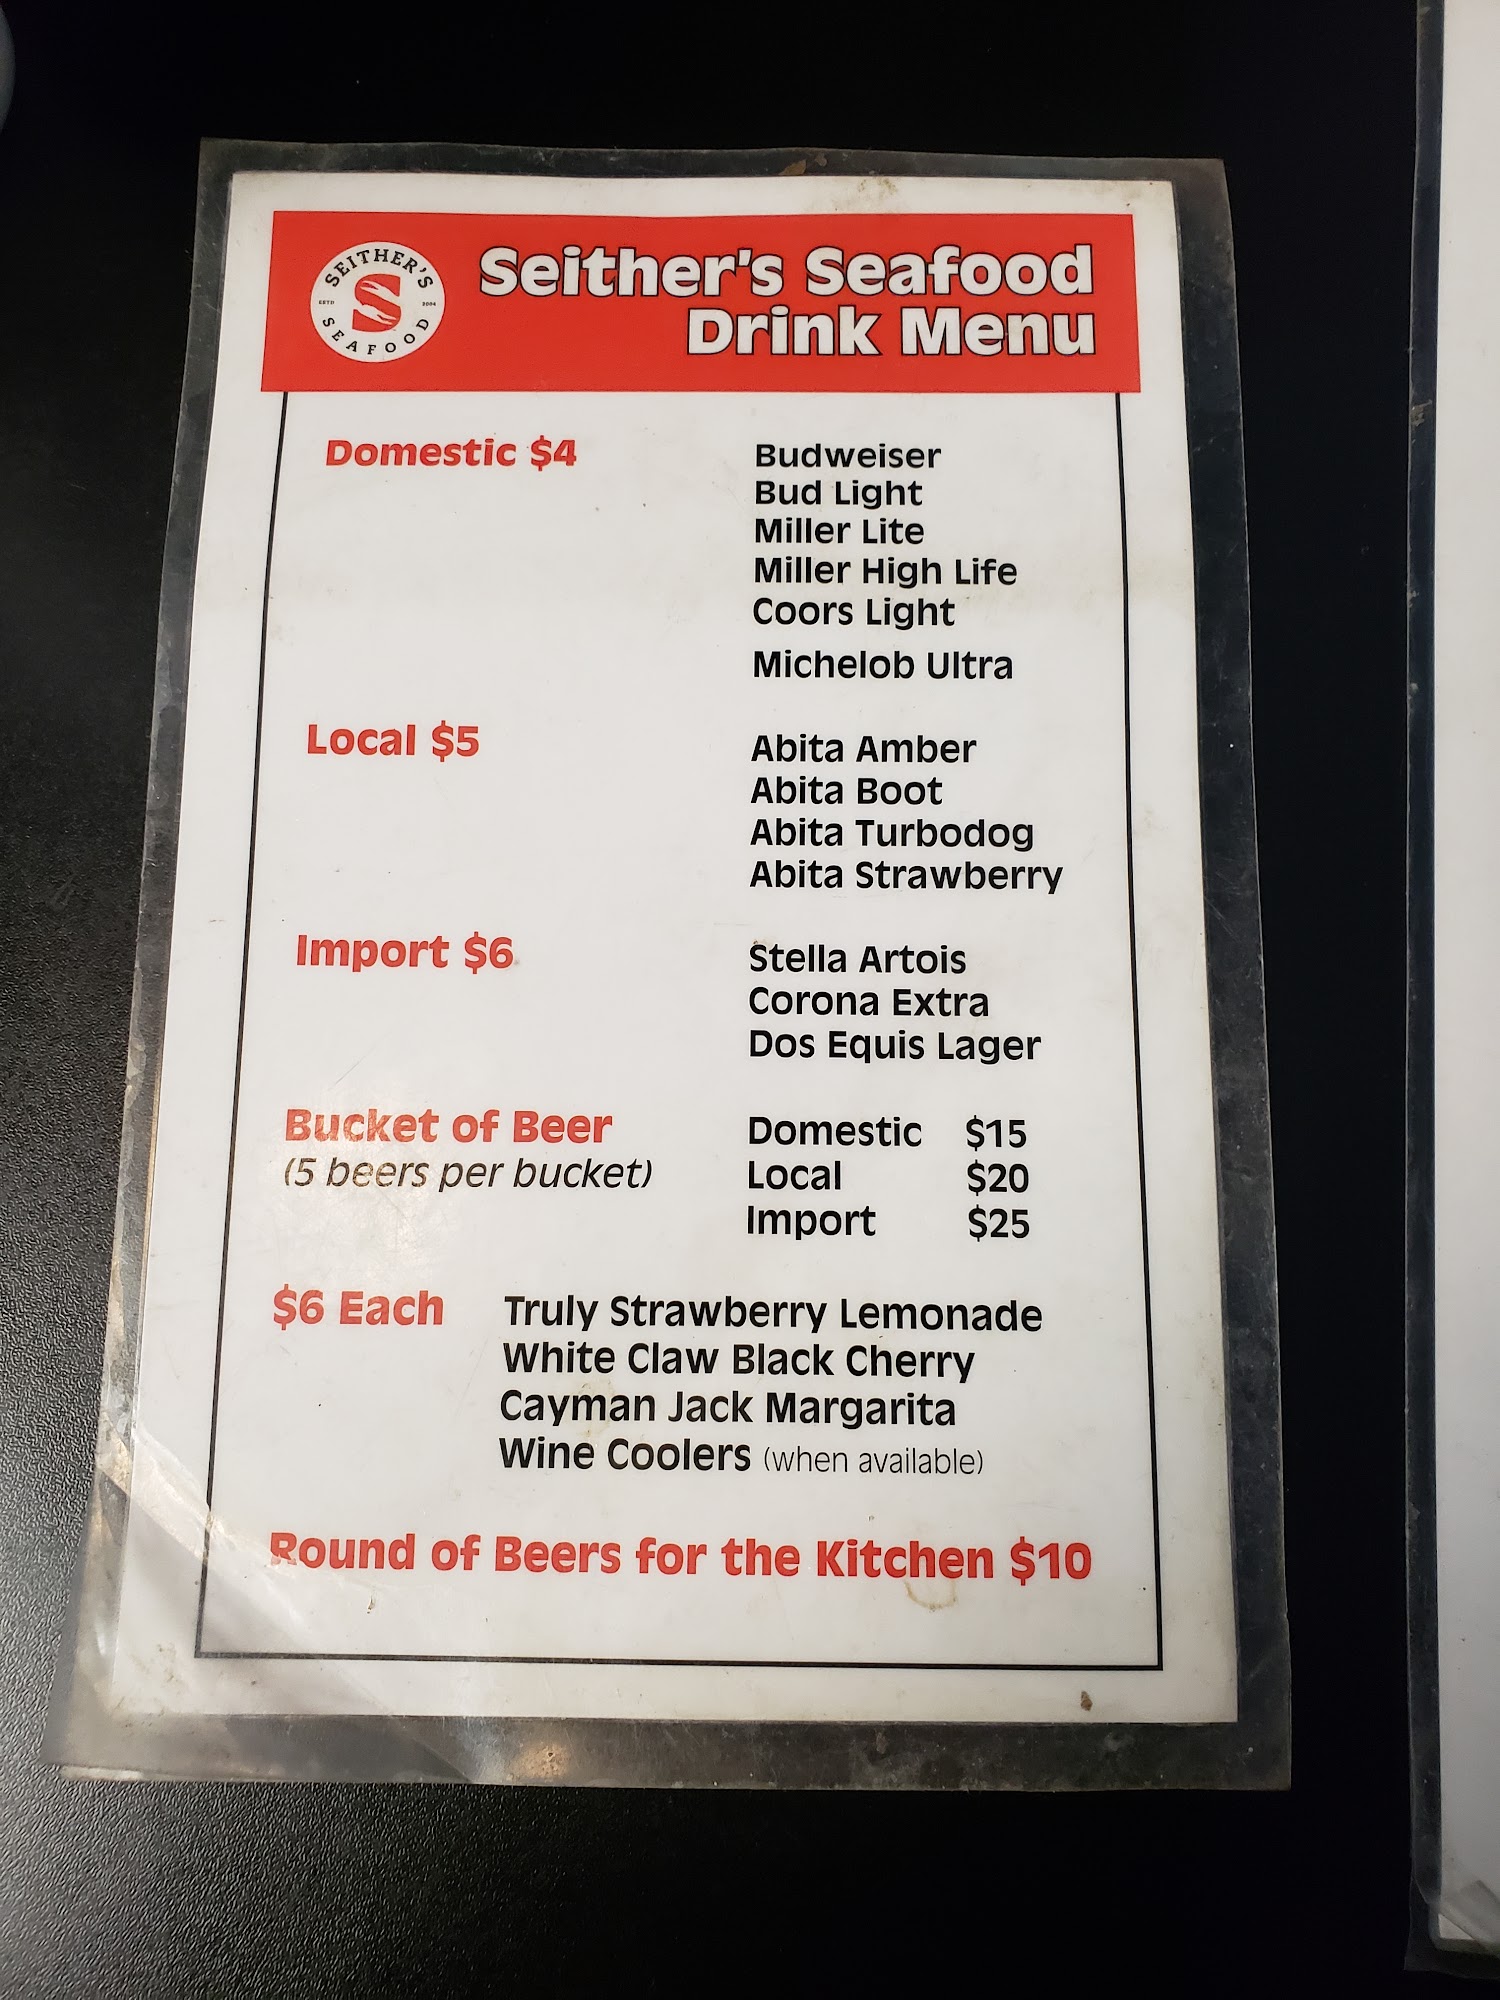 SEITHER'S
ESTD 2004
SEAFOOD
Seither's Seafood
Drink Menu
Domestic $4
Budweiser
Bud Light
Miller Lite
Miller High Life
Coors Light
Michelob Ultra
Local $5
Abita Amber
Abita Boot
Abita Turbodog
Abita Strawberry
Import $6
Stella Artois
Corona Extra
Dos Equis Lager
Bucket of Beer
(5 beers per bucket)
Domestic $15
Local $20
Import $25
$6 Each
Truly Strawberry Lemonade
White Claw Black Cherry
Cayman Jack Margarita
Wine Coolers (when available)
Round of Beers for the Kitchen $10